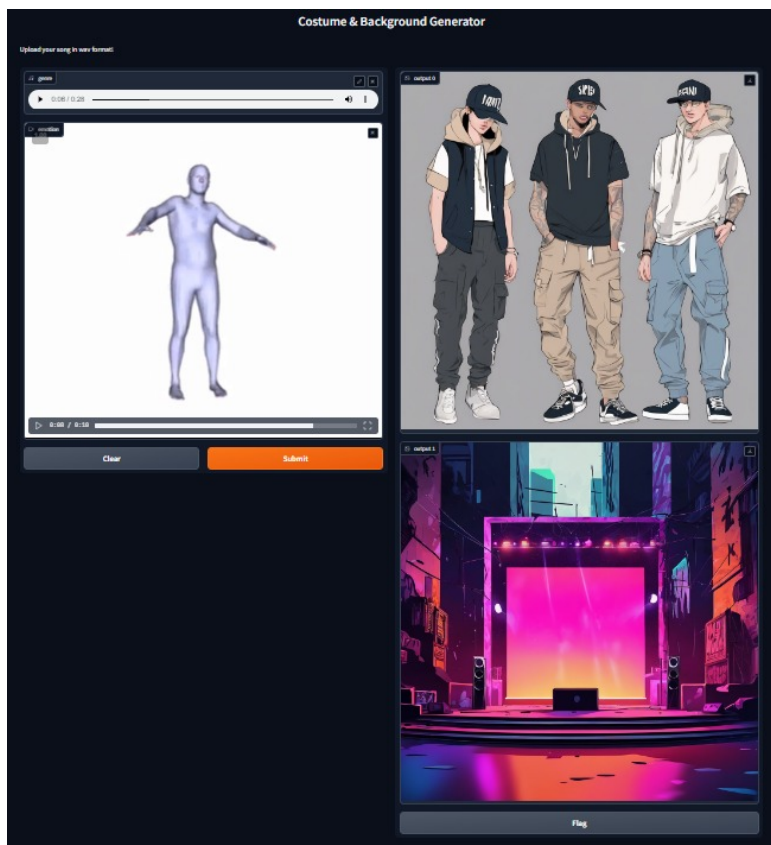 Costume & Background Generator
Upload your song in wav format!
genre
0:08 / 0:28
output 0
0:08 / 0:10
Clear
Submit
output 1
Flag